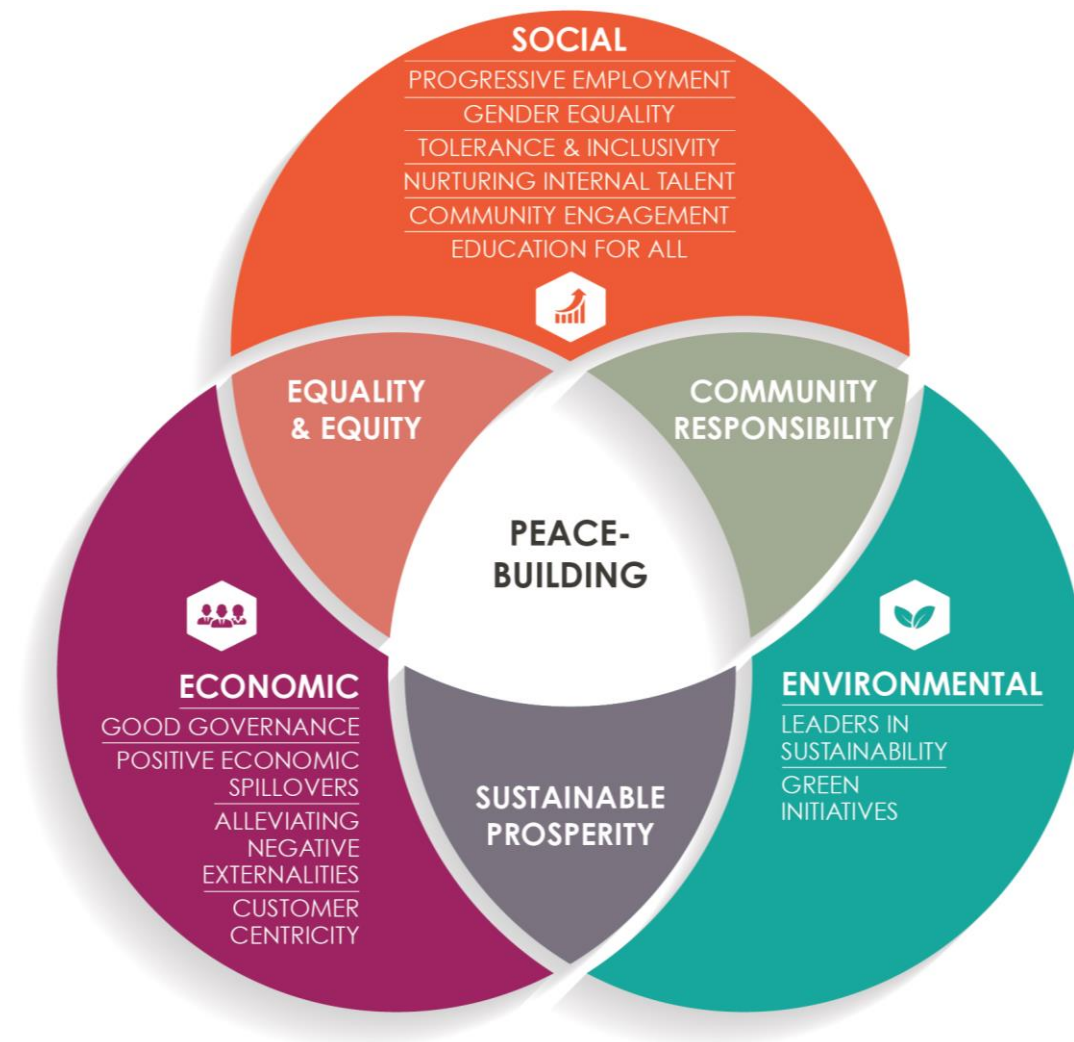 SOCIAL
PROGRESSIVE EMPLOYMENT
GENDER EQUALITY
TOLERANCE & INCLUSIVITY
NURTURING INTERNAL TALENT
COMMUNITY ENGAGEMENT
EDUCATION FOR ALL
EQUALITY
& EQUITY
COMMUNITY
RESPONSIBILITY
PEACE-
BUILDING
ECONOMIC
GOOD GOVERNANCE
POSITIVE ECONOMIC
SPILLOVERS
ALLEVIATING
NEGATIVE
EXTERNALITIES
CUSTOMER
CENTRICITY
SUSTAINABLE
PROSPERITY
ENVIRONMENTAL
LEADERS IN
SUSTAINABILITY
GREEN
INITIATIVES